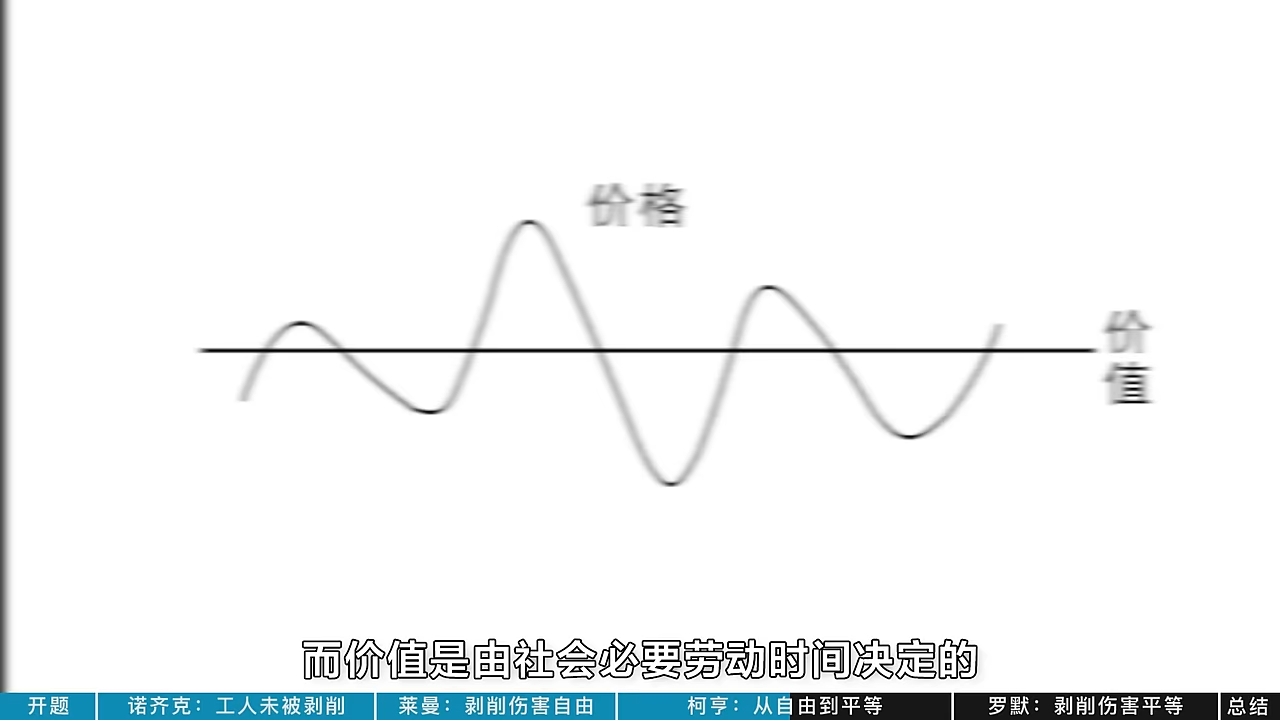 价格
价
值
而价值是由社会必要劳动时间决定的
开题 诺齐克：工人未被剥削 莱曼：剥削伤害自由 柯亨：从自由到平等 罗默：剥削伤害平等 总结